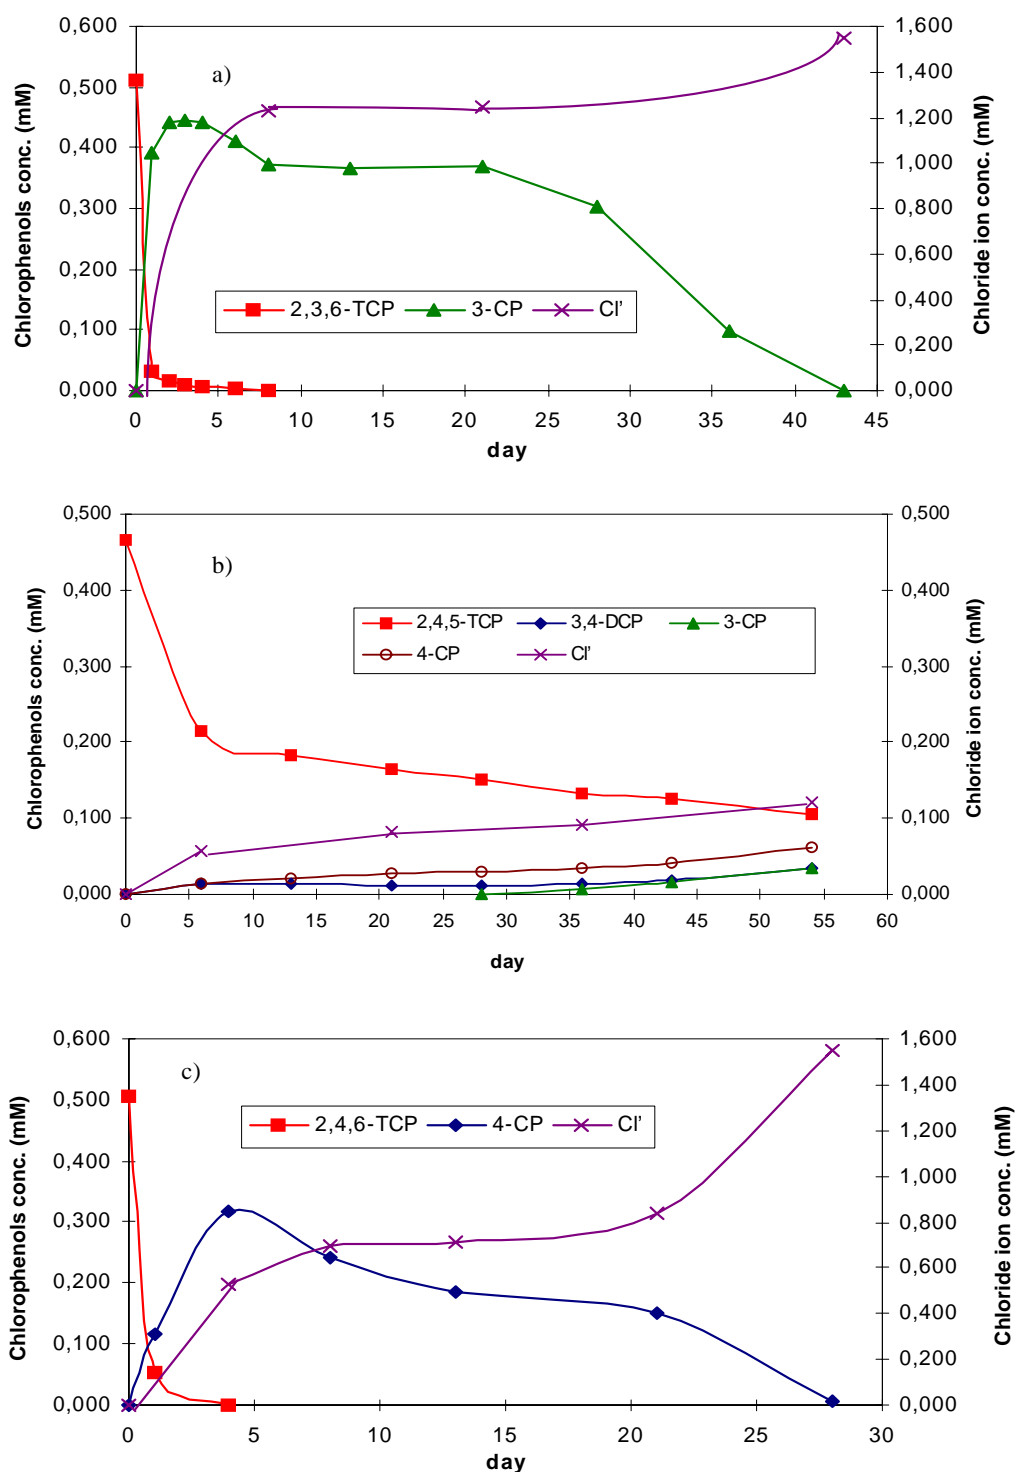 a)
Chlorophenols conc. (mM)
0,600
0,500
0,400
0,300
0,200
0,100
0,000
1,600
1,400
1,200
1,000
0,800
0,600
0,400
0,200
0,000
Chloride ion conc. (mM)
2,3,6-TCP 3-CP Cl'
0 5 10 15 20 25 30 35 40 45
day
b)
Chlorophenols conc. (mM)
0,500
0,400
0,300
0,200
0,100
0,000
0,500
0,400
0,300
0,200
0,100
0,000
Chloride ion conc. (mM)
2,4,5-TCP 3,4-DCP 3-CP
4-CP Cl'
0 5 10 15 20 25 30 35 40 45 50 55 60
day
c)
Chlorophenols conc. (mM)
0,600
0,500
0,400
0,300
0,200
0,100
0,000
1,600
1,400
1,200
1,000
0,800
0,600
0,400
0,200
0,000
Chloride ion conc. (mM)
2,4,6-TCP 4-CP Cl'
0 5 10 15 20 25 30
day